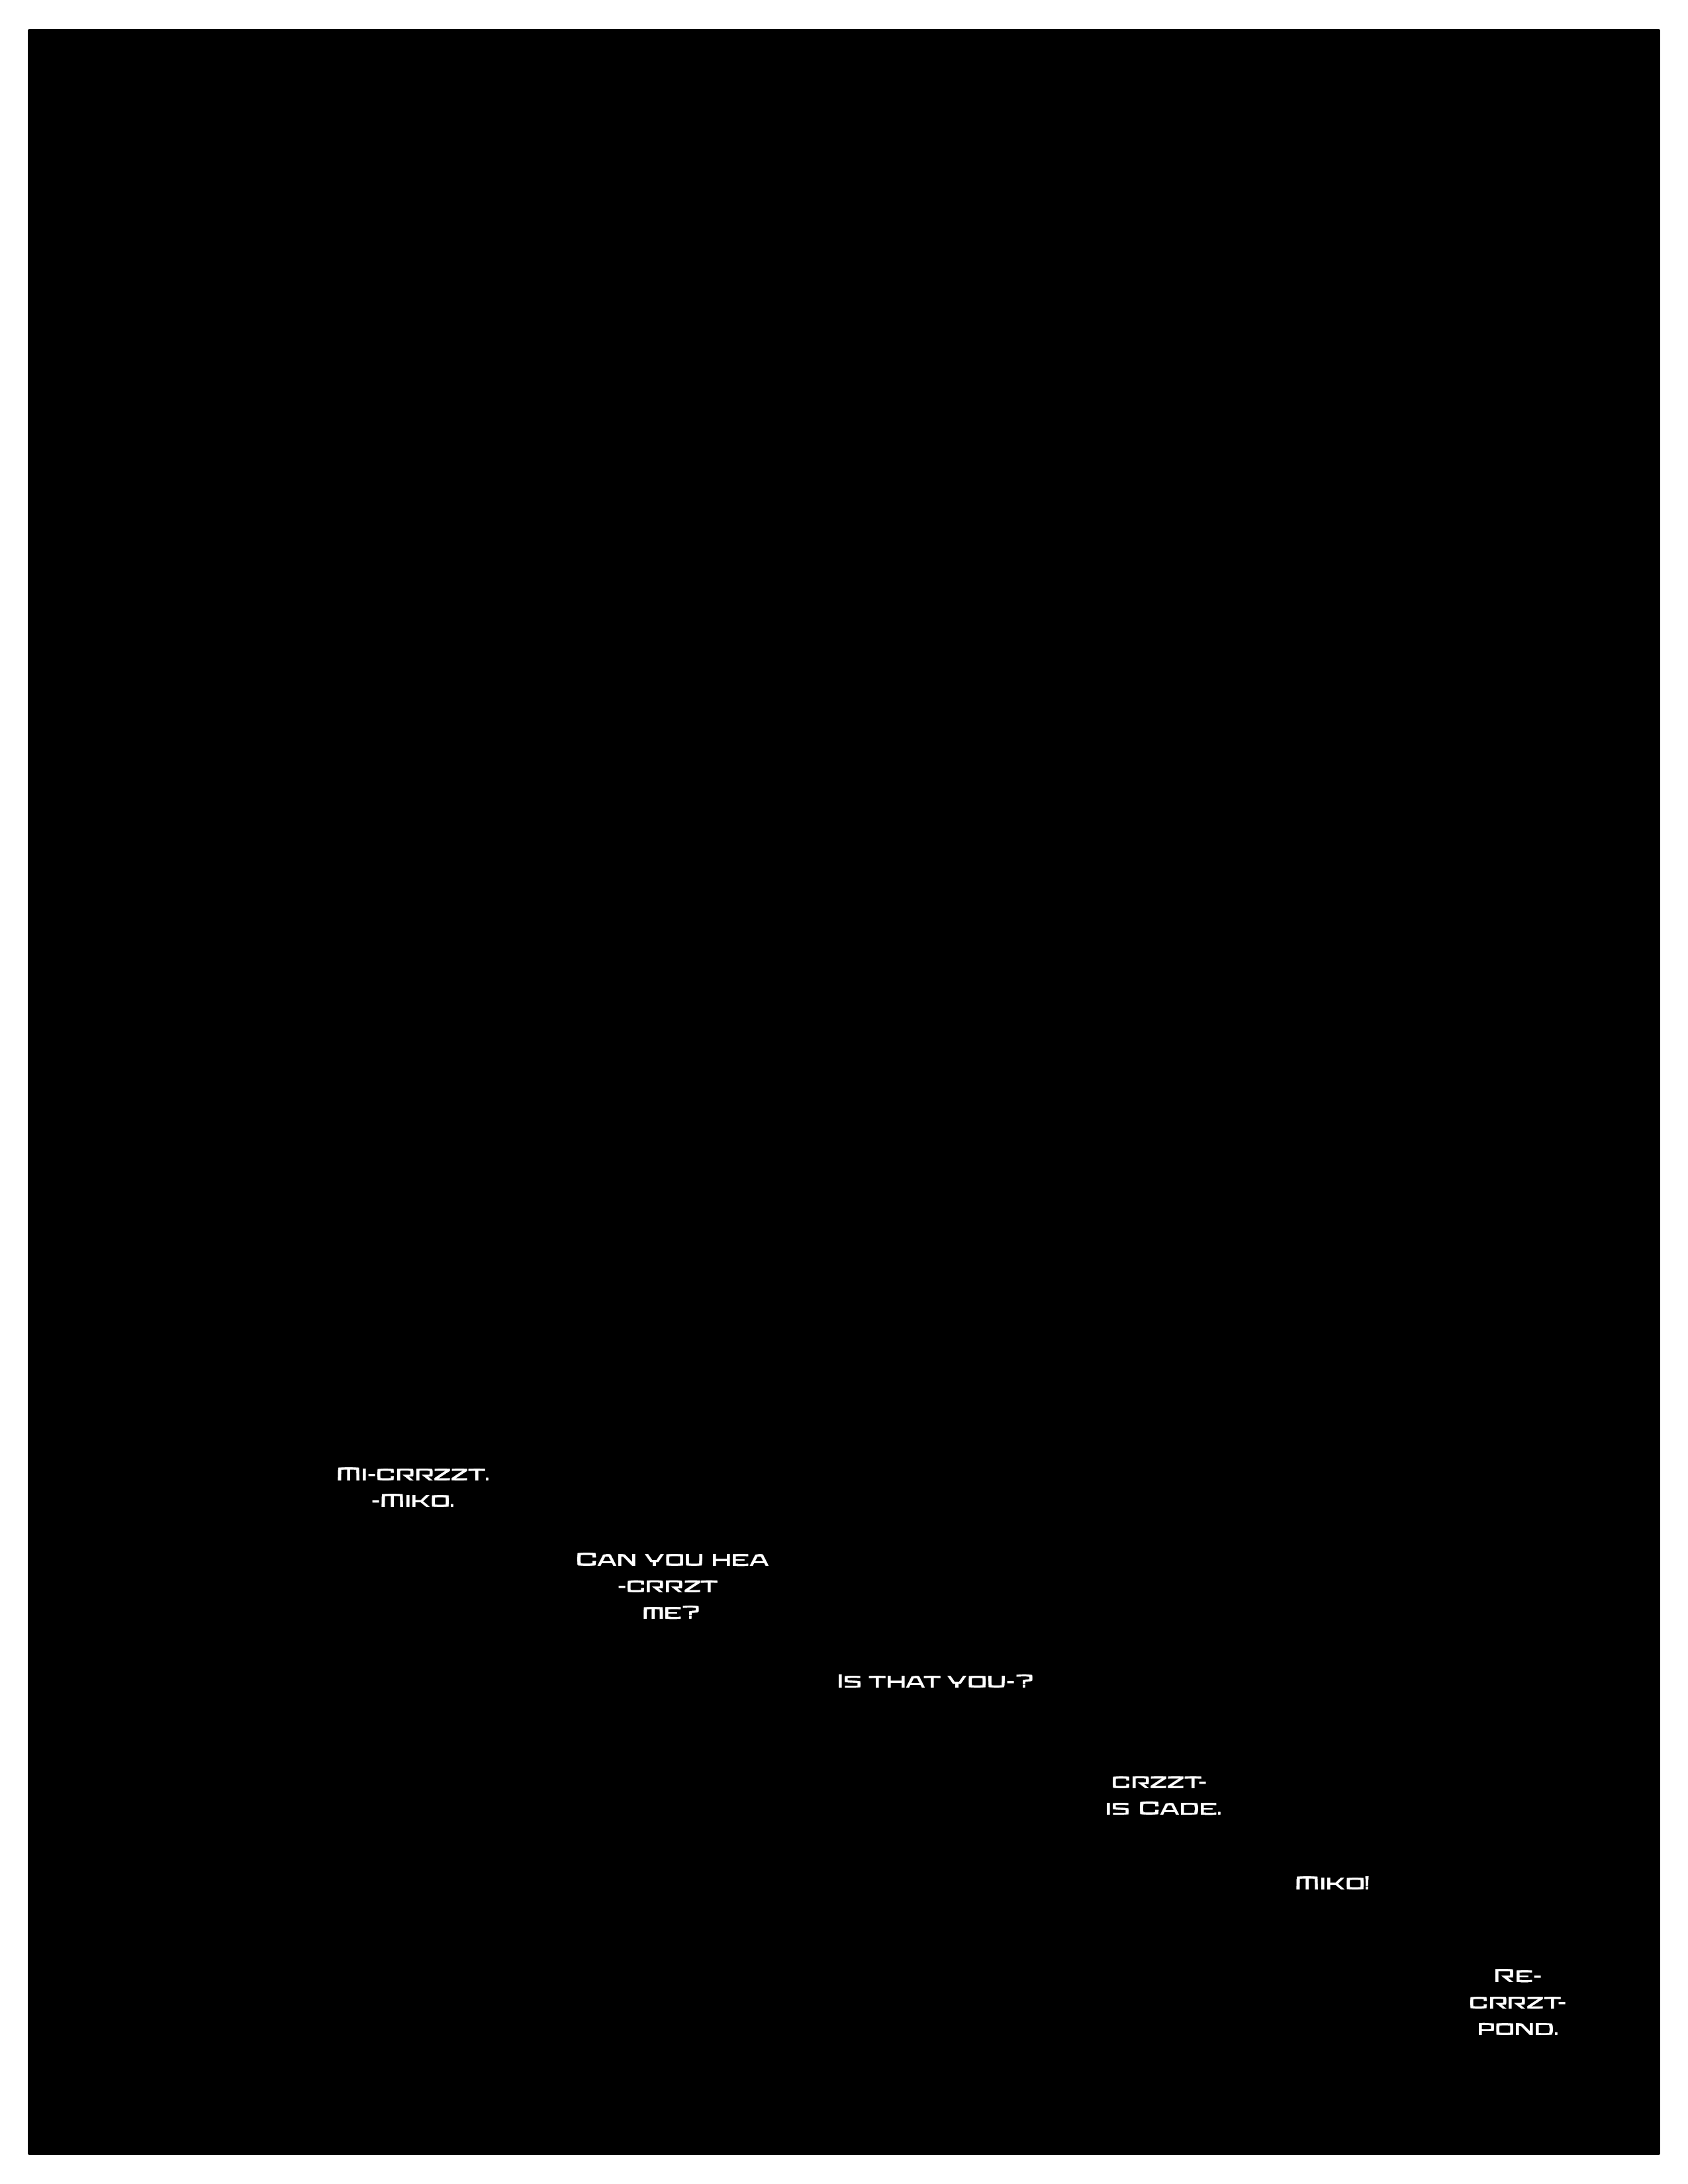 Mi-crrzzt.
-Miko.
Can you hea
-crrzt
me?
Is that you-?
crzzt-
is Cade.
Miko!
Re-
crrzt-
pond.